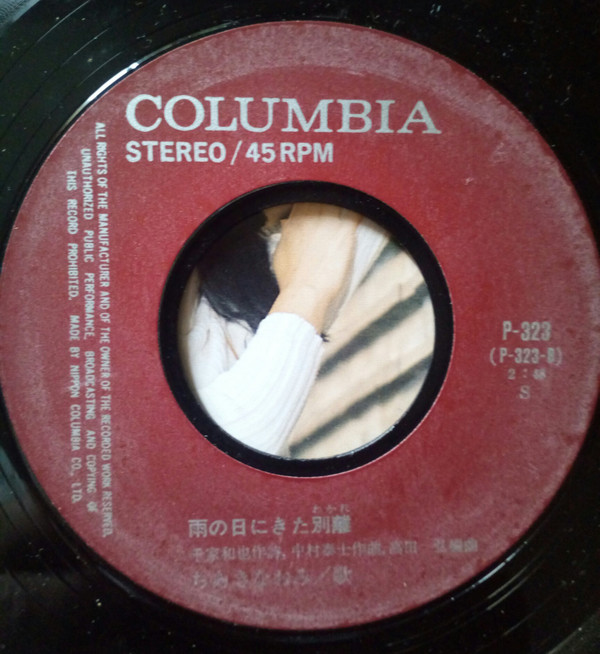 COLUMBIA
STEREO/45RPM
ALL RIGHTS OF THE MANUFACTURER AND OF THE OWNER OF THE RECORDED WORK RESERVED.
UNAUTHORIZED PUBLIC PERFORMANCE, BROADCASTING AND COPYING OF
THIS RECORD PROHIBITED. MADE BY NIPPON COLUMBIA CO., LTD.
P-323
(P-323-B)
2:48
S
わかれ
雨の日にきた別離
千家和也作詩, 中村泰士作曲, 高田 弘編曲
ちあきなおみ/歌